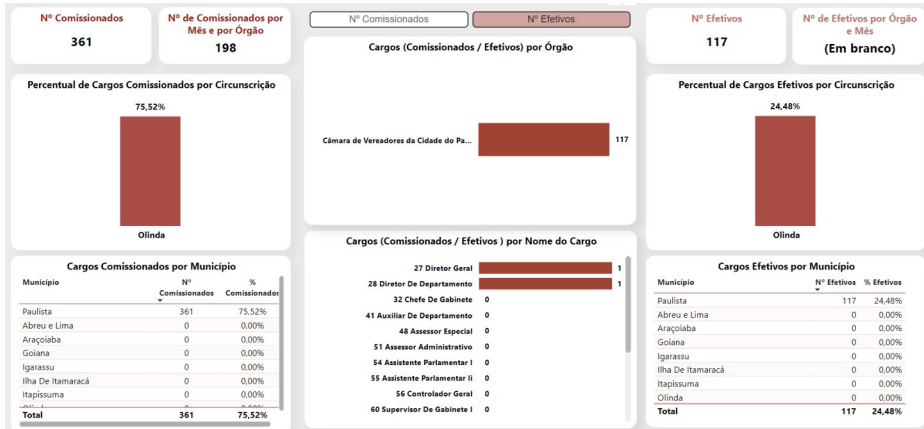 Nº Comissionados
361
Nº de Comissionados por
Mês e por Órgão
198
Percentual de Cargos Comissionados por Circunscrição
75,52%
Olinda
Cargos Comissionados por Município
Município Nº Comissionados % Comissionados
Paulista 361 75,52%
Abreu e Lima 0 0,00%
Araçoiaba 0 0,00%
Goiana 0 0,00%
Igarassu 0 0,00%
Ilha De Itamaracá 0 0,00%
Itapissuma 0 0,00%
Total 361 75,52%
Nº Comissionados Nº Efetivos
Cargos (Comissionados / Efetivos) por Órgão
Câmara de Vereadores da Cidade do Pa... 117
Cargos (Comissionados / Efetivos ) por Nome do Cargo
27 Diretor Geral 1
28 Diretor De Departamento 1
32 Chefe De Gabinete 0
41 Auxiliar De Departamento 0
48 Assessor Especial 0
51 Assessor Administrativo 0
54 Assistente Parlamentar I 0
55 Assistente Parlamentar Ii 0
56 Controlador Geral 0
60 Supervisor De Gabinete I 0
Nº Efetivos
117
Nº de Efetivos por Órgão
e Mês
(Em branco)
Percentual de Cargos Efetivos por Circunscrição
24,48%
Olinda
Cargos Efetivos por Município
Município Nº Efetivos % Efetivos
Paulista 117 24,48%
Abreu e Lima 0 0,00%
Araçoiaba 0 0,00%
Goiana 0 0,00%
Igarassu 0 0,00%
Ilha De Itamaracá 0 0,00%
Itapissuma 0 0,00%
Olinda 0 0,00%
Total 117 24,48%